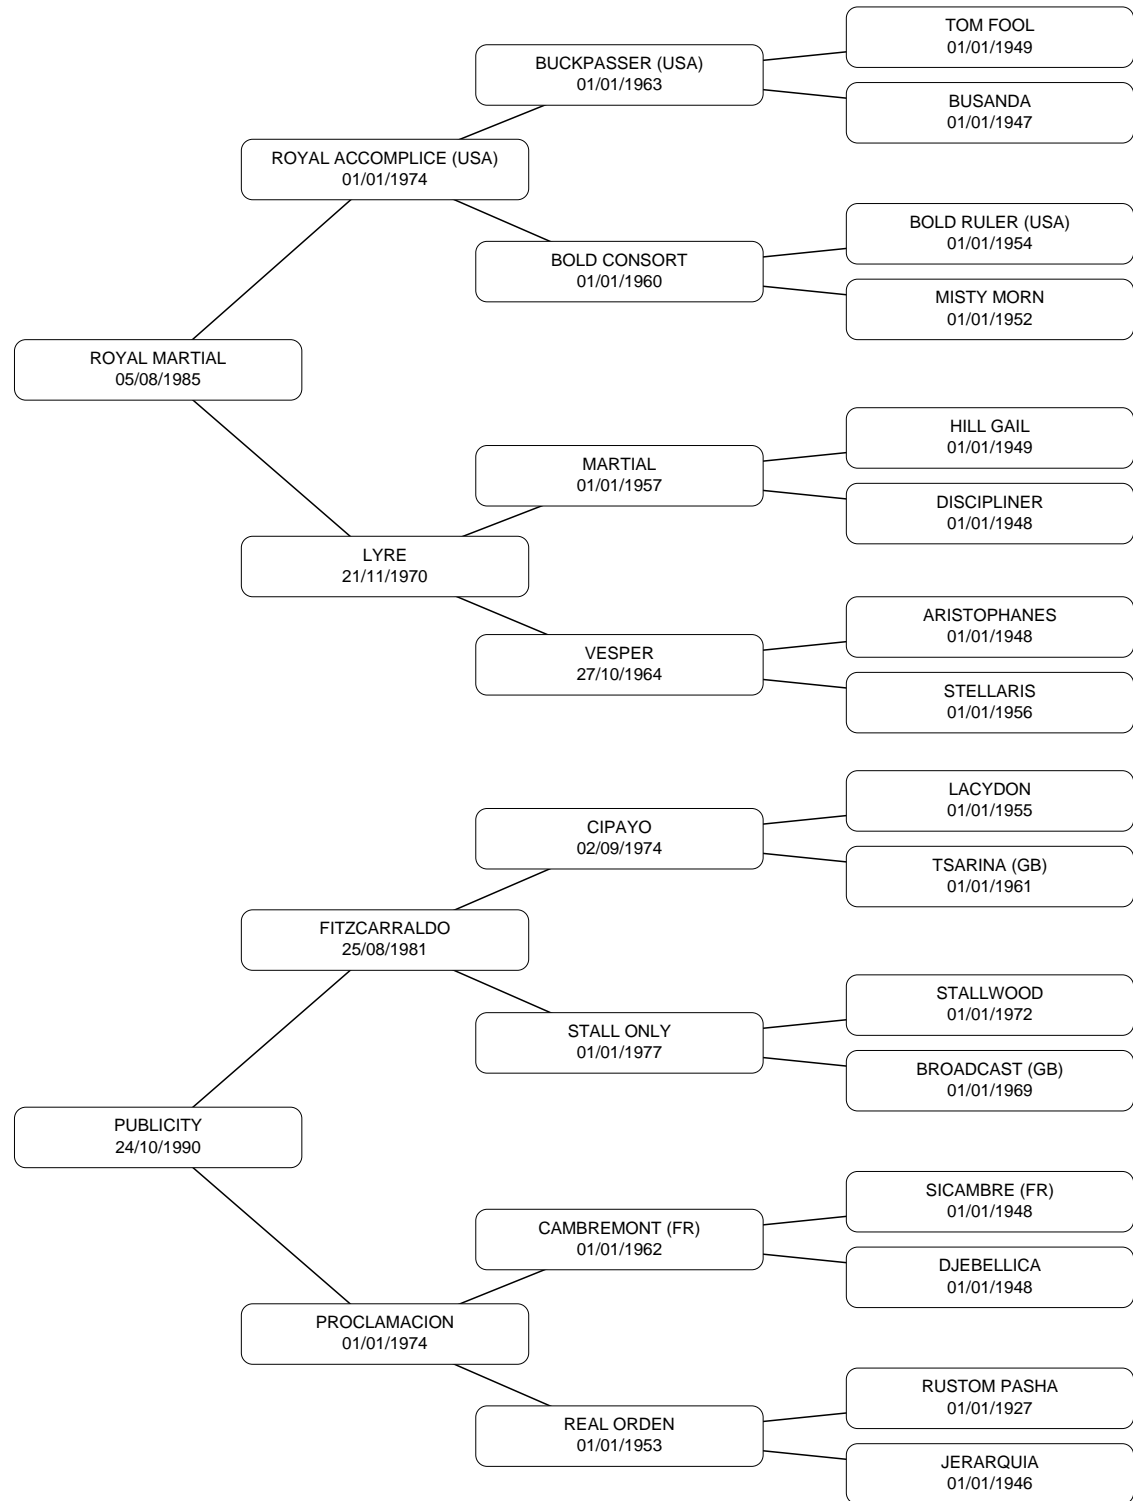 TOM FOOL
01/01/1949
BUCKPASSER (USA)
01/01/1963
BUSANDA
01/01/1947
ROYAL ACCOMPLICE (USA)
01/01/1974
BOLD RULER (USA)
01/01/1954
BOLD CONSORT
01/01/1960
MISTY MORN
01/01/1952
ROYAL MARTIAL
05/08/1985
HILL GAIL
01/01/1949
MARTIAL
01/01/1957
DISCIPLINER
01/01/1948
LYRE
21/11/1970
ARISTOPHANES
01/01/1948
VESPER
27/10/1964
STELLARIS
01/01/1956
LACYDON
01/01/1955
CIPAYO
02/09/1974
TSARINA (GB)
01/01/1961
FITZCARRALDO
25/08/1981
STALLWOOD
01/01/1972
STALL ONLY
01/01/1977
BROADCAST (GB)
01/01/1969
PUBLICITY
24/10/1990
SICAMBRE (FR)
01/01/1948
CAMBREMONT (FR)
01/01/1962
DJEBELLICA
01/01/1948
PROCLAMACION
01/01/1974
RUSTOM PASHA
01/01/1927
REAL ORDEN
01/01/1953
JERARQUIA
01/01/1946